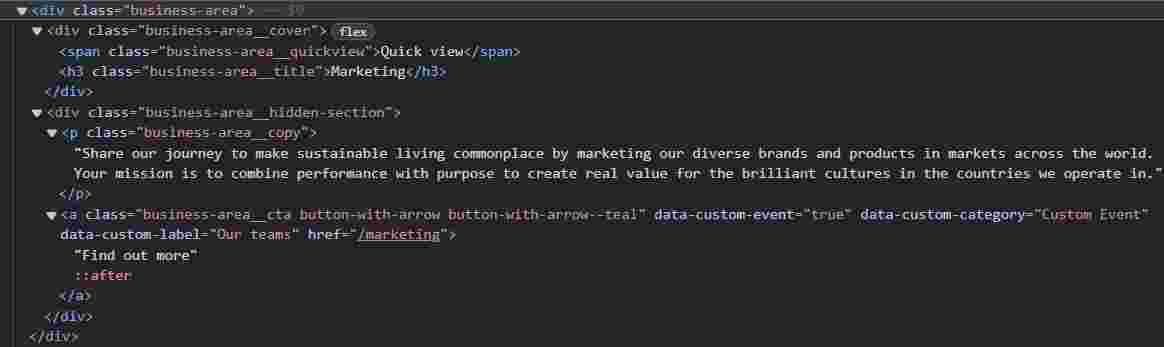 <div class="business-area"> == $0
<div class="business-area__cover"> flex
<span class="business-area__quickview">Quick view</span>
<h3 class="business-area__title">Marketing</h3>
</div>
<div class="business-area__hidden-section">
<p class="business-area__copy">
"Share our journey to make sustainable living commonplace by marketing our diverse brands and products in markets across the world.
Your mission is to combine performance with purpose to create real value for the brilliant cultures in the countries we operate in."
</p>
<a class="business-area__cta button-with-arrow button-with-arrow--teal" data-custom-event="true" data-custom-category="Custom Event"
data-custom-label="Our teams" href="/marketing">
"Find out more"
::after
</a>
</div>
</div>